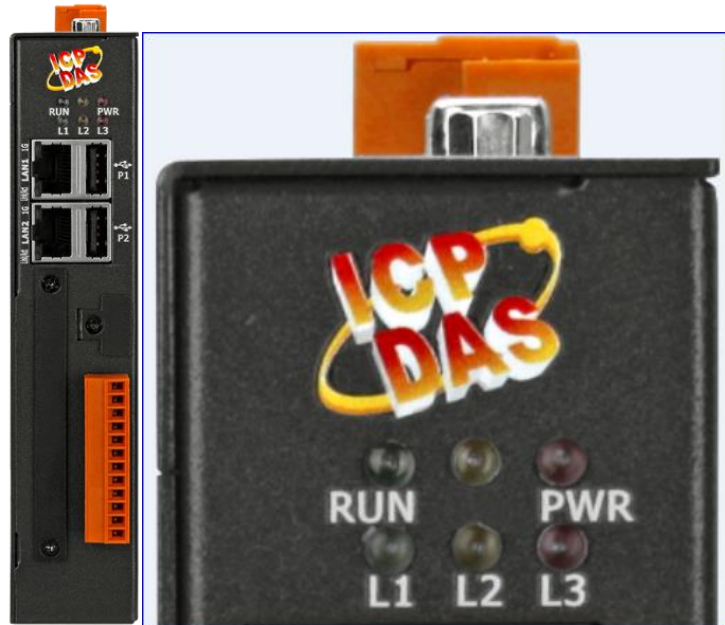 ICP
DAS
RUN PWR
L1 L2 L3
LAN1 1G
P1
LAN2 1G
P2
ICP
DAS
RUN PWR
L1 L2 L3